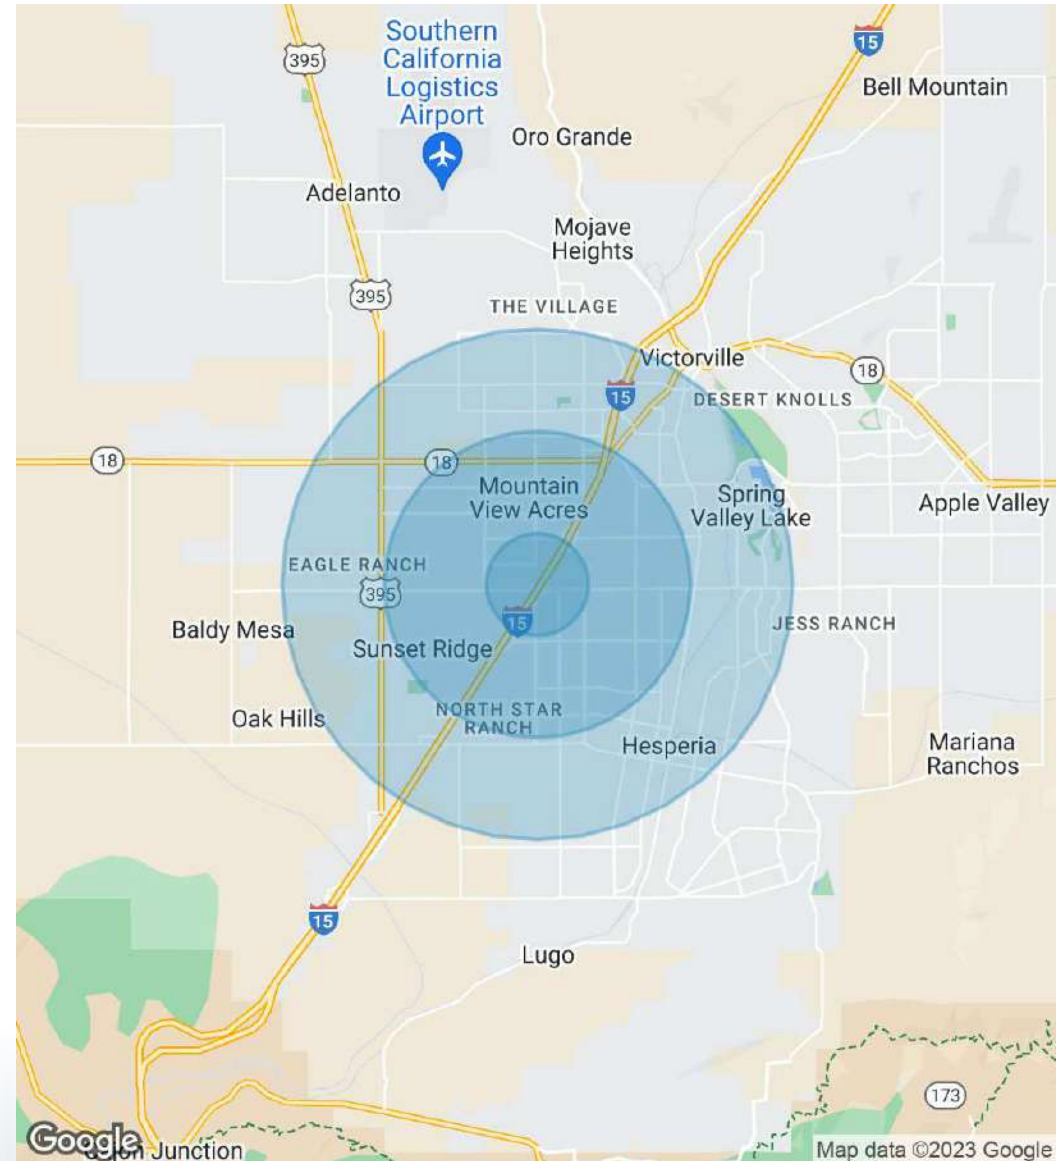 Southern
California
Logistics
Airport
395
15
Bell Mountain
Oro Grande
Adelanto
Mojave
Heights
395
THE VILLAGE
Victorville
18
15
DESERT KNOLLS
18
18
Mountain
View Acres
Spring
Valley Lake
Apple Valley
EAGLE RANCH
395
15
Baldy Mesa
Sunset Ridge
JESS RANCH
Oak Hills
NORTH STAR
RANCH
Hesperia
Mariana
Ranchos
15
Lugo
173
Google
Junction
Map data ©2023 Google